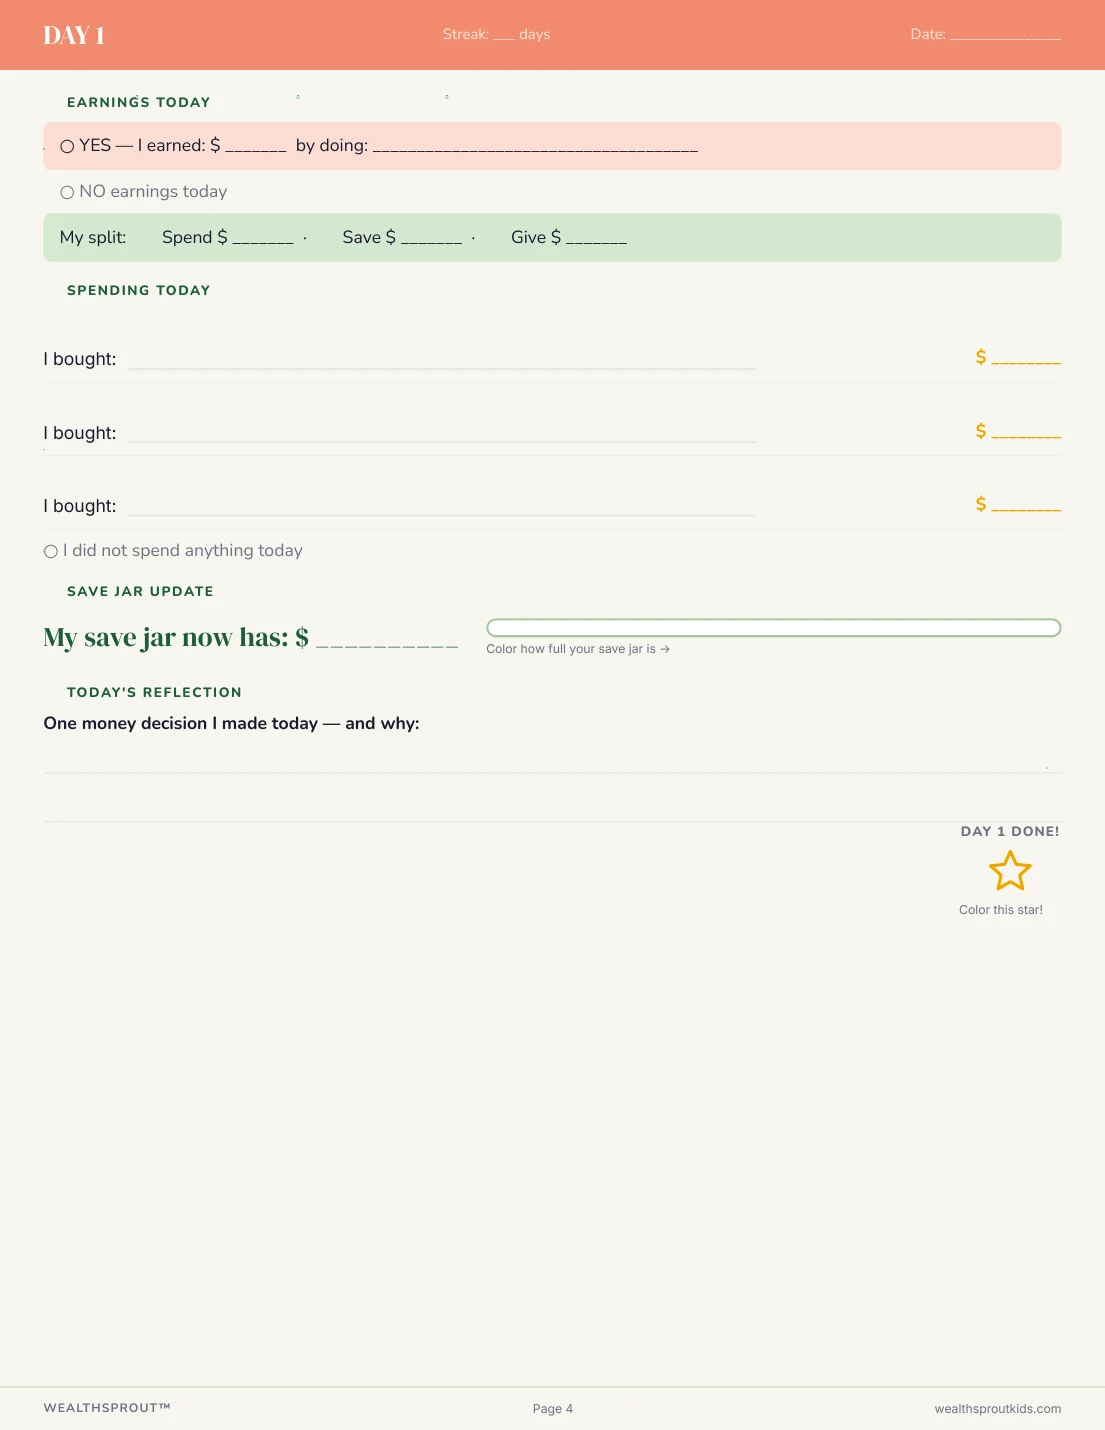 DAY 1
Streak: ___ days
Date: _______________
EARNINGS TODAY
○ YES — I earned: $ _______ by doing: _____________________________________
○ NO earnings today
My split: Spend $ _______ · Save $ _______ · Give $ _______
SPENDING TODAY
I bought: $ ________
I bought: $ ________
I bought: $ ________
○ I did not spend anything today
SAVE JAR UPDATE
My save jar now has: $ __________
Color how full your save jar is →
TODAY'S REFLECTION
One money decision I made today — and why:
DAY 1 DONE!
Color this star!
WEALTHSPROUT™
Page 4
wealthsproutkids.com